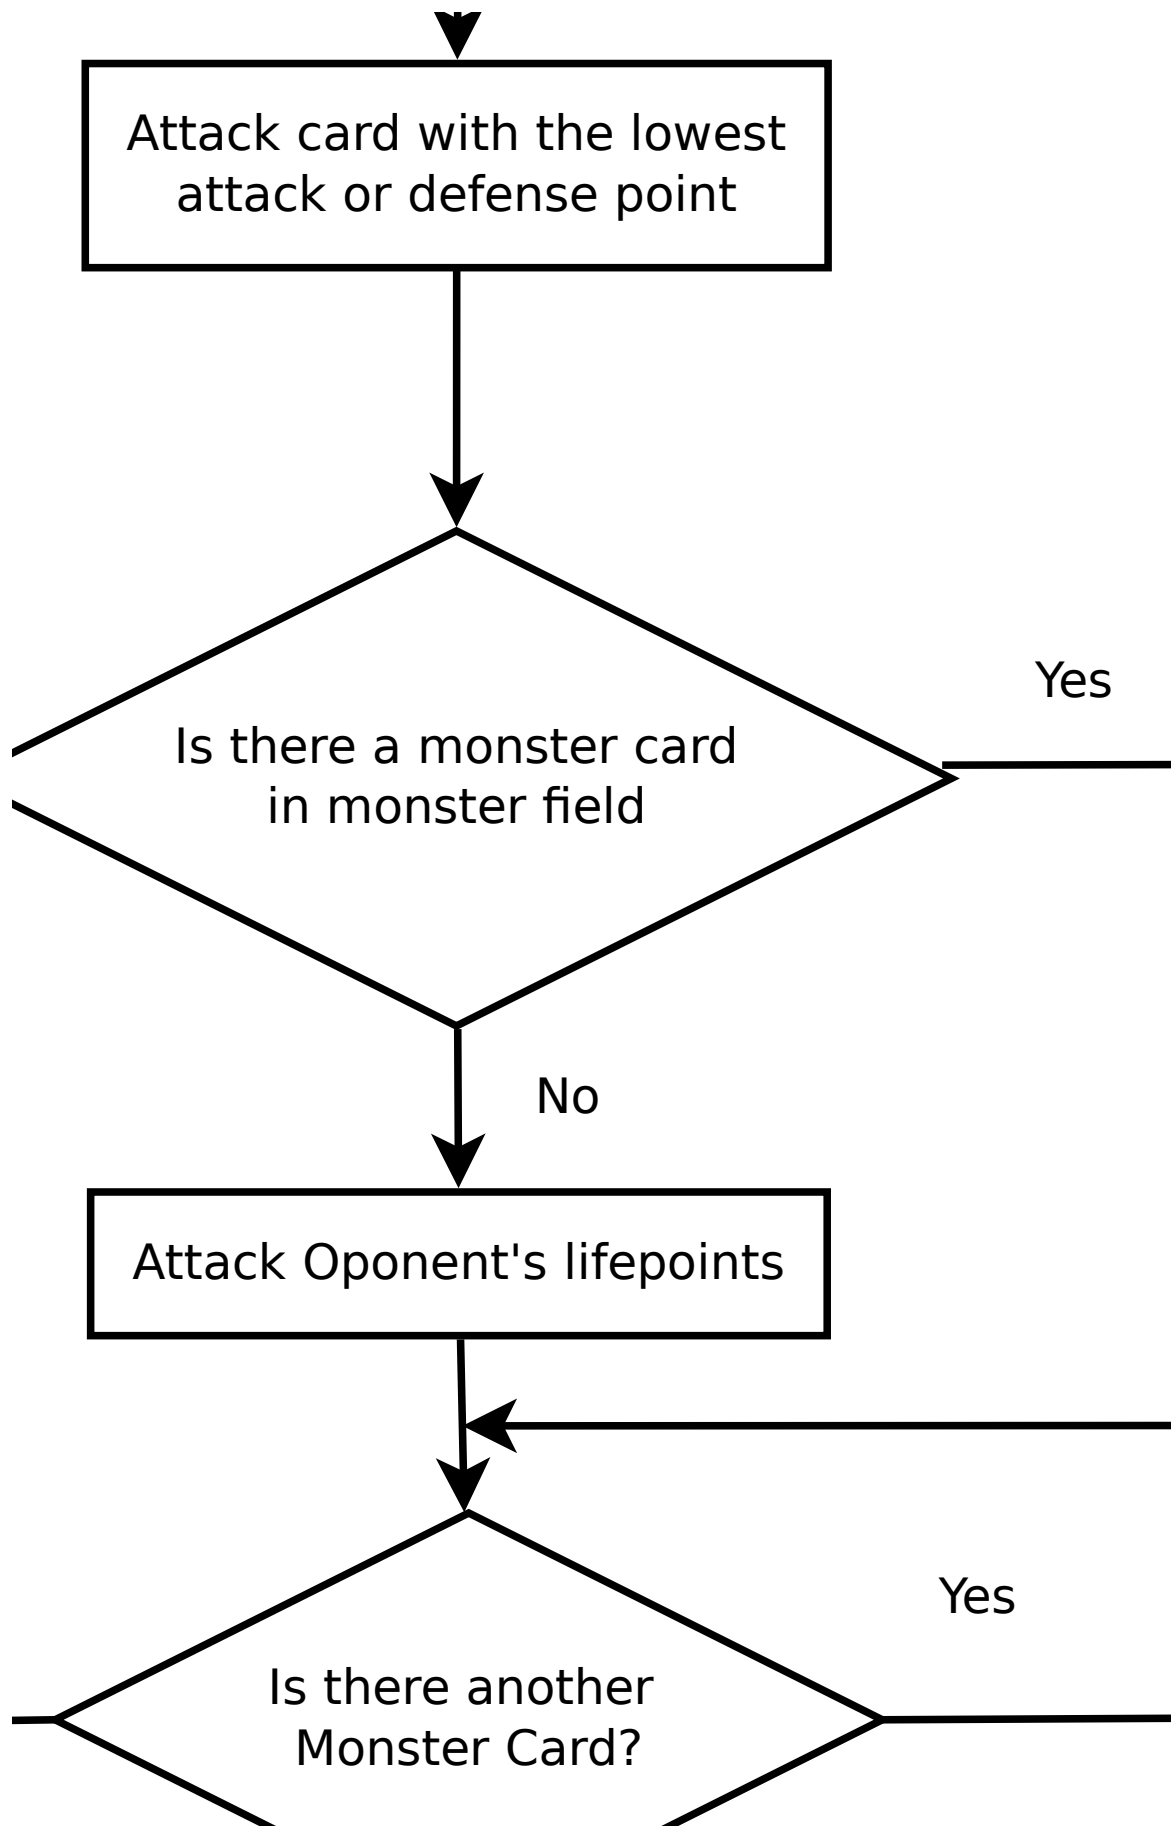 Attack card with the lowest
attack or defense point
Yes
Is there a monster card
in monster field
No
Attack Oponent's lifepoints
Yes
Is there another
Monster Card?